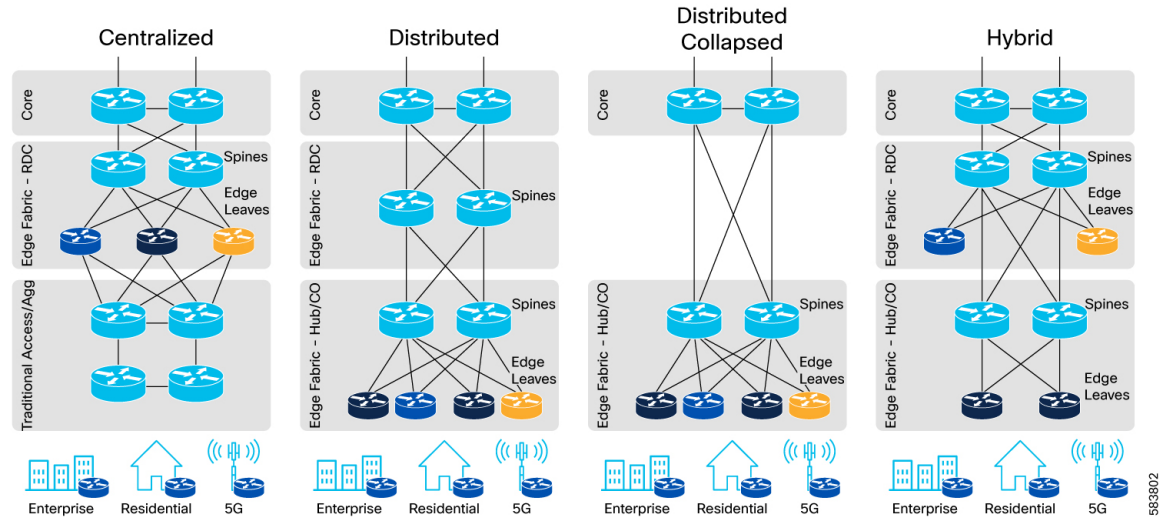 Centralized
Core
Edge Fabric - RDC
Spines
Edge
Leaves
Traditional Access/Agg
Enterprise
Residential
5G
Distributed
Core
Edge Fabric - RDC
Spines
Edge Fabric - Hub/CO
Spines
Edge
Leaves
Enterprise
Residential
5G
Distributed
Collapsed
Core
Edge Fabric - Hub/CO
Spines
Edge
Leaves
Enterprise
Residential
5G
Hybrid
Core
Edge Fabric - RDC
Spines
Edge
Leaves
Edge Fabric - Hub/CO
Spines
Edge
Leaves
Enterprise
Residential
5G
583802